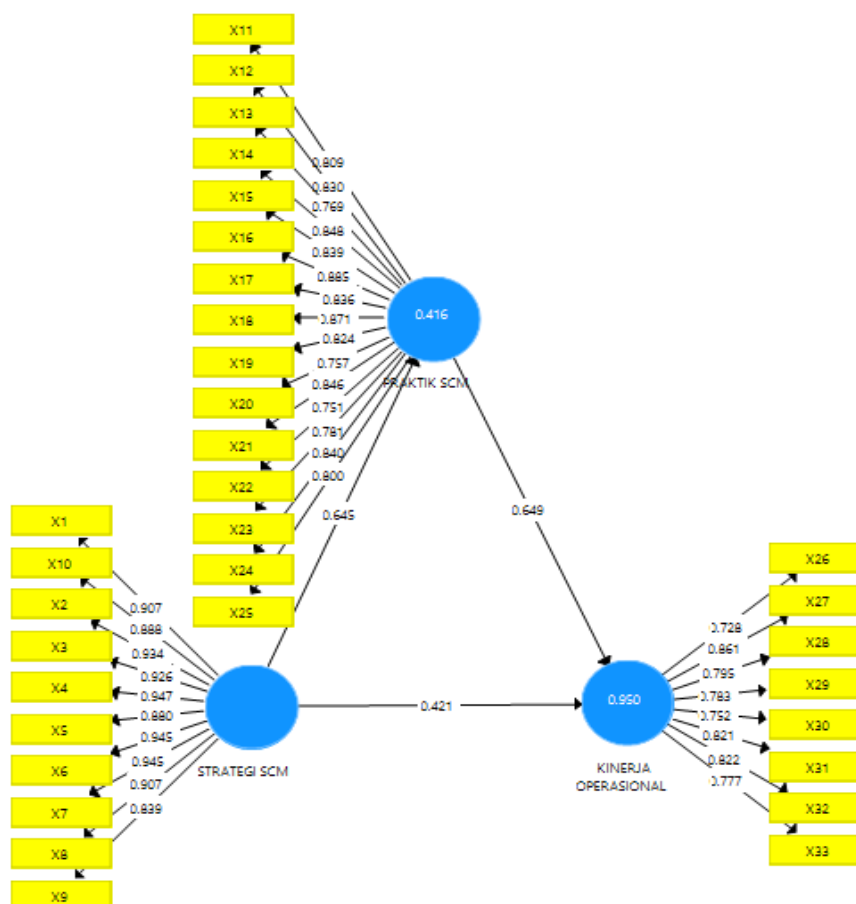 X11
X12
X13
X14
X15
X16
X17
X18
X19
X20
X21
X22
X23
X24
X25
0.809
0.830
0.769
0.848
0.839
0.885
0.836
0.871
0.824
0.757
0.846
0.751
0.781
0.840
0.800
0.416
PRAKTIK SCM
0.645
0.649
X1
X10
X2
X3
X4
X5
X6
X7
X8
X9
0.907
0.888
0.934
0.926
0.947
0.880
0.945
0.945
0.907
0.839
STRATEGI SCM
0.421
0.950
KINERJA
OPERASIONAL
0.728
0.861
0.795
0.783
0.752
0.821
0.822
0.777
X26
X27
X28
X29
X30
X31
X32
X33